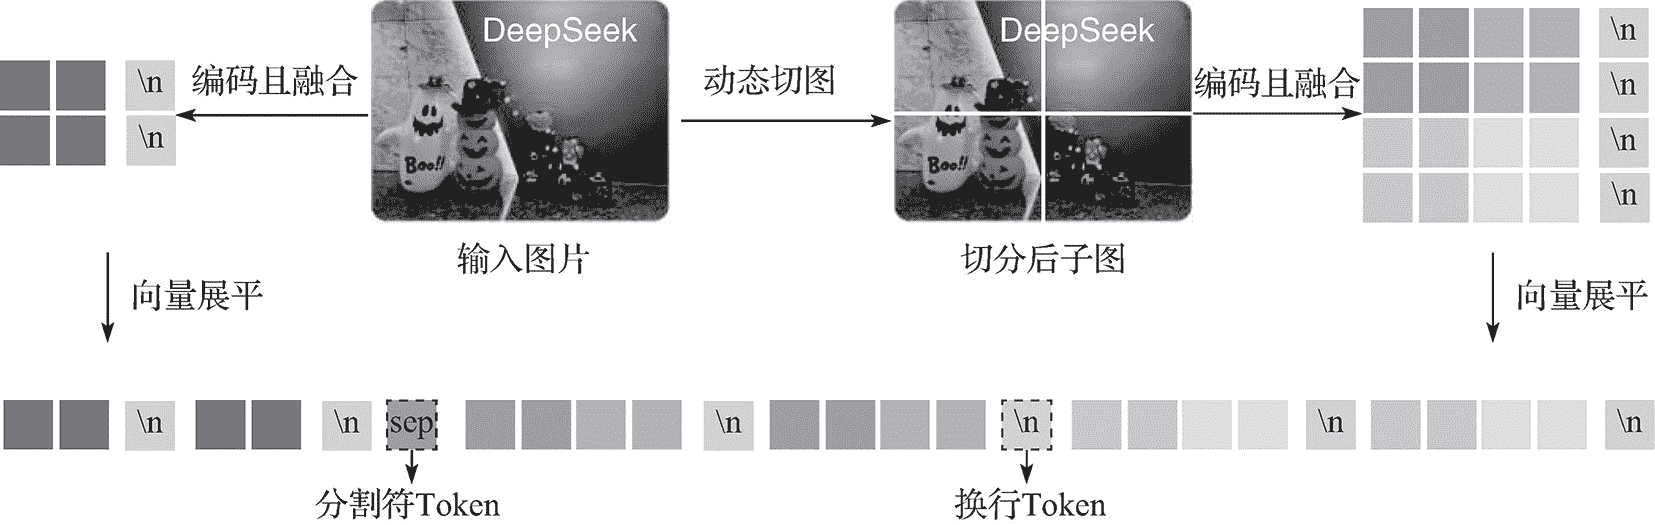 \n
\n
编码且融合
DeepSeek
Boo!!
输入图片
动态切图
DeepSeek
Boo!!
切分后子图
编码且融合
\n
\n
\n
\n
向量展平
向量展平
\n \n sep \n \n \n \n
分割符Token
换行Token